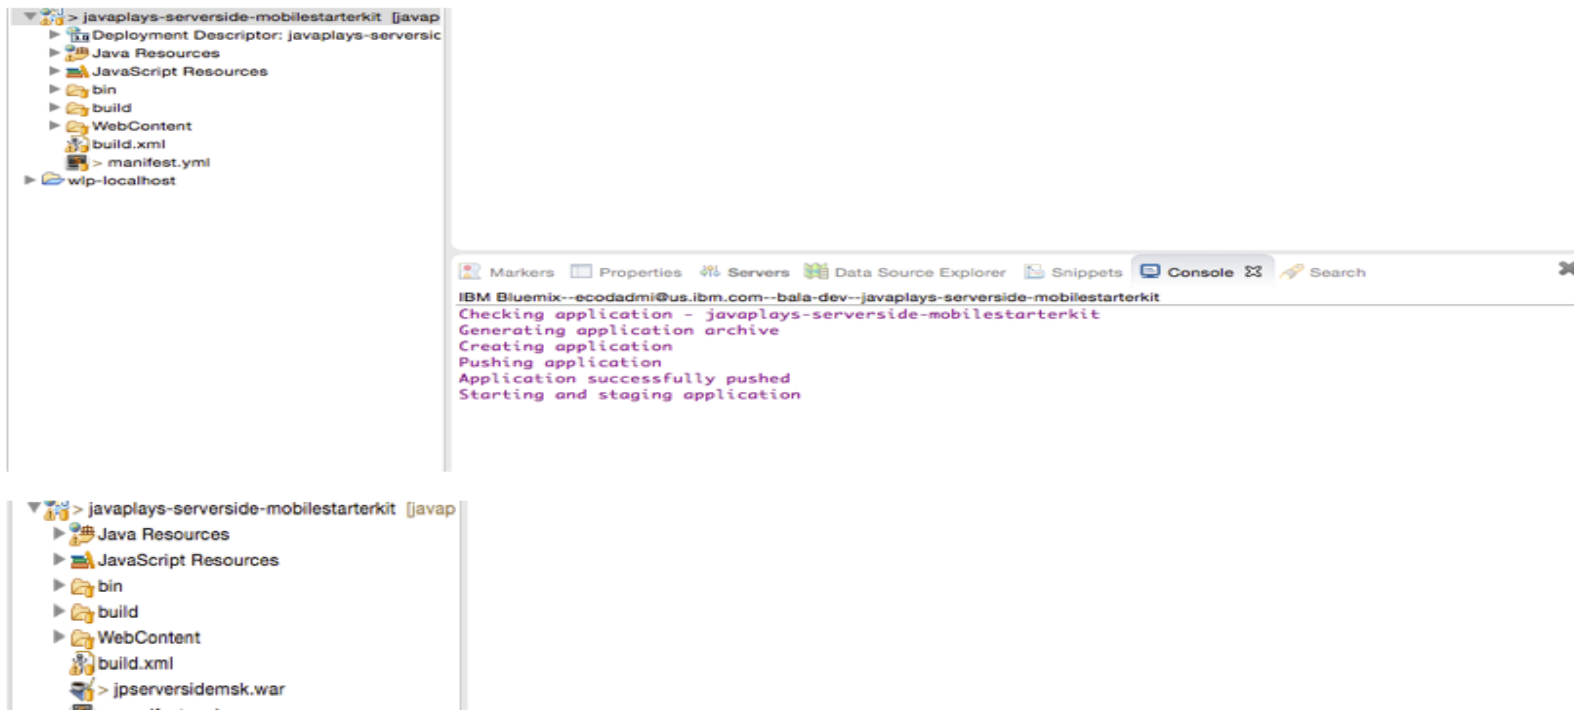 > javaplays-serverside-mobilestarterkit [javap
Deployment Descriptor: javaplays-serversic
Java Resources
JavaScript Resources
bin
build
WebContent
build.xml
> manifest.yml
wlp-localhost
Markers Properties Servers Data Source Explorer Snippets Console Search
IBM Bluemix--ecodadmi@us.ibm.com--bala-dev--javaplays-serverside-mobilestarterkit
Checking application - javaplays-serverside-mobilestarterkit
Generating application archive
Creating application
Pushing application
Application successfully pushed
Starting and staging application
> javaplays-serverside-mobilestarterkit [javap
Java Resources
JavaScript Resources
bin
build
WebContent
build.xml
> jpserversidemsk.war